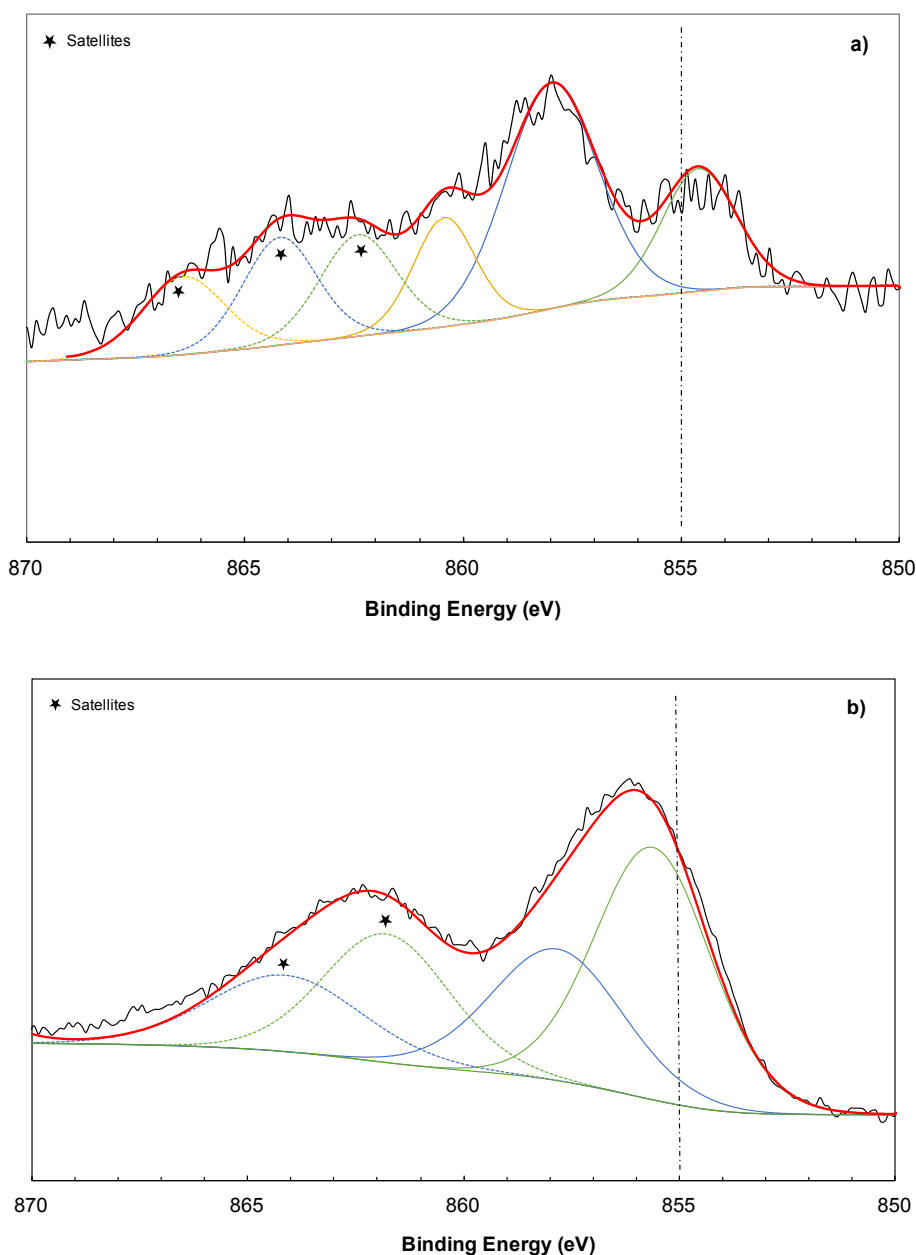 ★ Satellites
a)
870 865 860 855 850
Binding Energy (eV)
★ Satellites
b)
870 865 860 855 850
Binding Energy (eV)